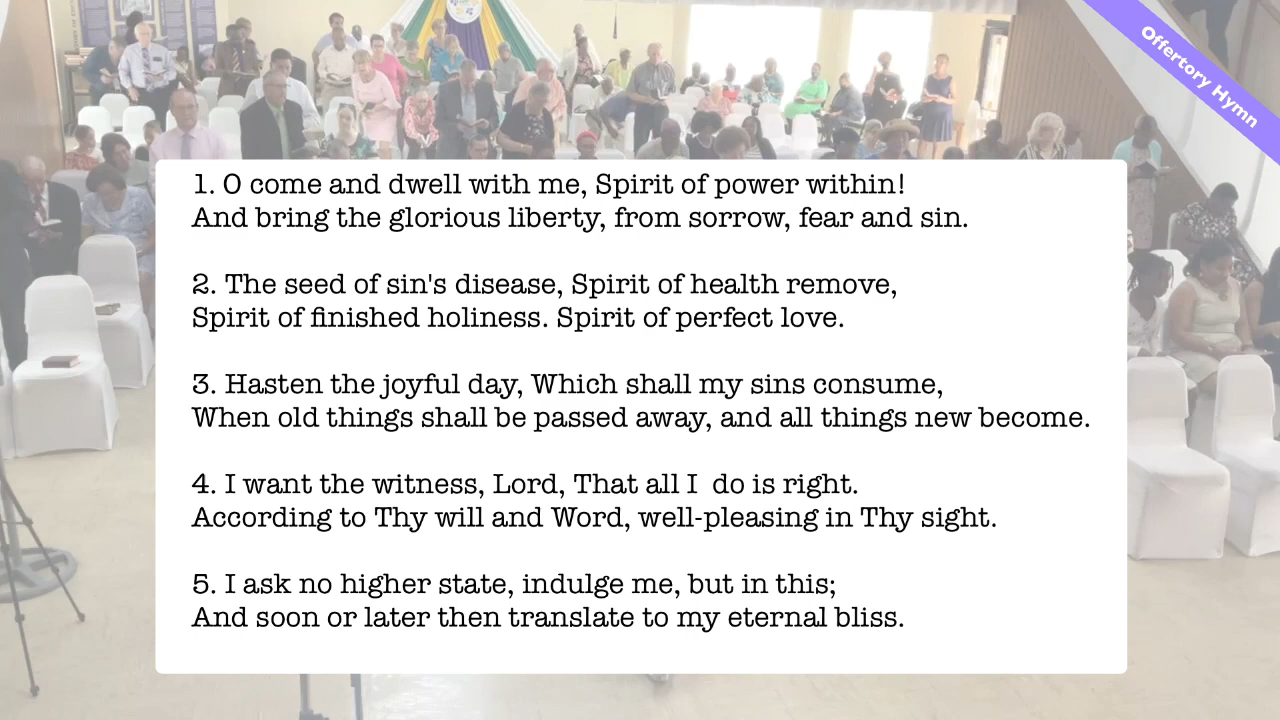 Offertory Hymn
1. O come and dwell with me, Spirit of power within!
And bring the glorious liberty, from sorrow, fear and sin.
2. The seed of sin's disease, Spirit of health remove,
Spirit of finished holiness. Spirit of perfect love.
3. Hasten the joyful day, Which shall my sins consume,
When old things shall be passed away, and all things new become.
4. I want the witness, Lord, That all I  do is right.
According to Thy will and Word, well-pleasing in Thy sight.
5. I ask no higher state, indulge me, but in this;
And soon or later then translate to my eternal bliss.